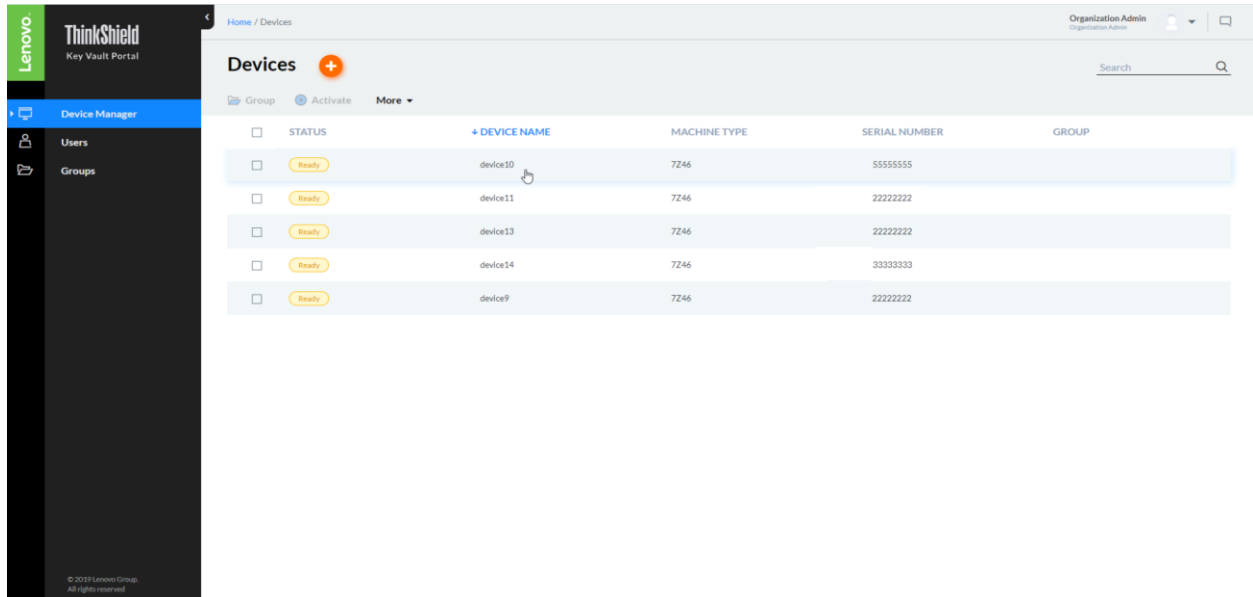 Lenovo.
ThinkShield
Key Vault Portal
Device Manager
Users
Groups
© 2019 Lenovo Group.
All rights reserved
Home / Devices
Organization Admin
Organization Admin
Devices
Search
Group Activate More
STATUS DEVICE NAME MACHINE TYPE SERIAL NUMBER GROUP
Ready device10 7Z46 55555555
Ready device11 7Z46 22222222
Ready device13 7Z46 22222222
Ready device14 7Z46 33333333
Ready device9 7Z46 22222222